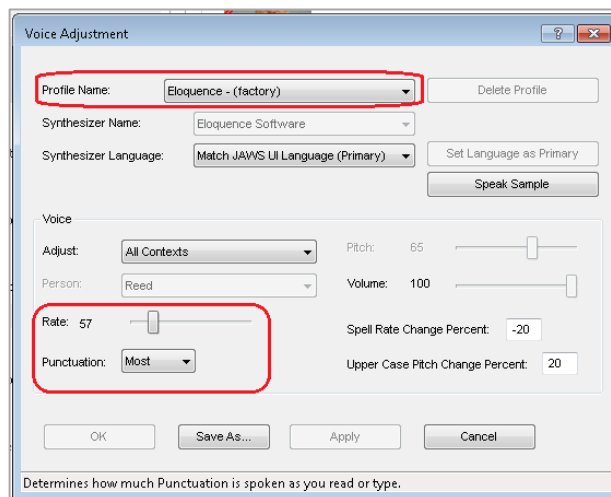 Voice Adjustment
Profile Name: Eloquence - (factory) Delete Profile
Synthesizer Name: Eloquence Software
Synthesizer Language: Match JAWS UI Language (Primary) Set Language as Primary
Speak Sample
Voice
Adjust: All Contexts Pitch: 65
Person: Reed Volume: 100
Rate: 57 Spell Rate Change Percent: -20
Punctuation: Most Upper Case Pitch Change Percent: 20
OK Save As... Apply Cancel
Determines how much Punctuation is spoken as you read or type.